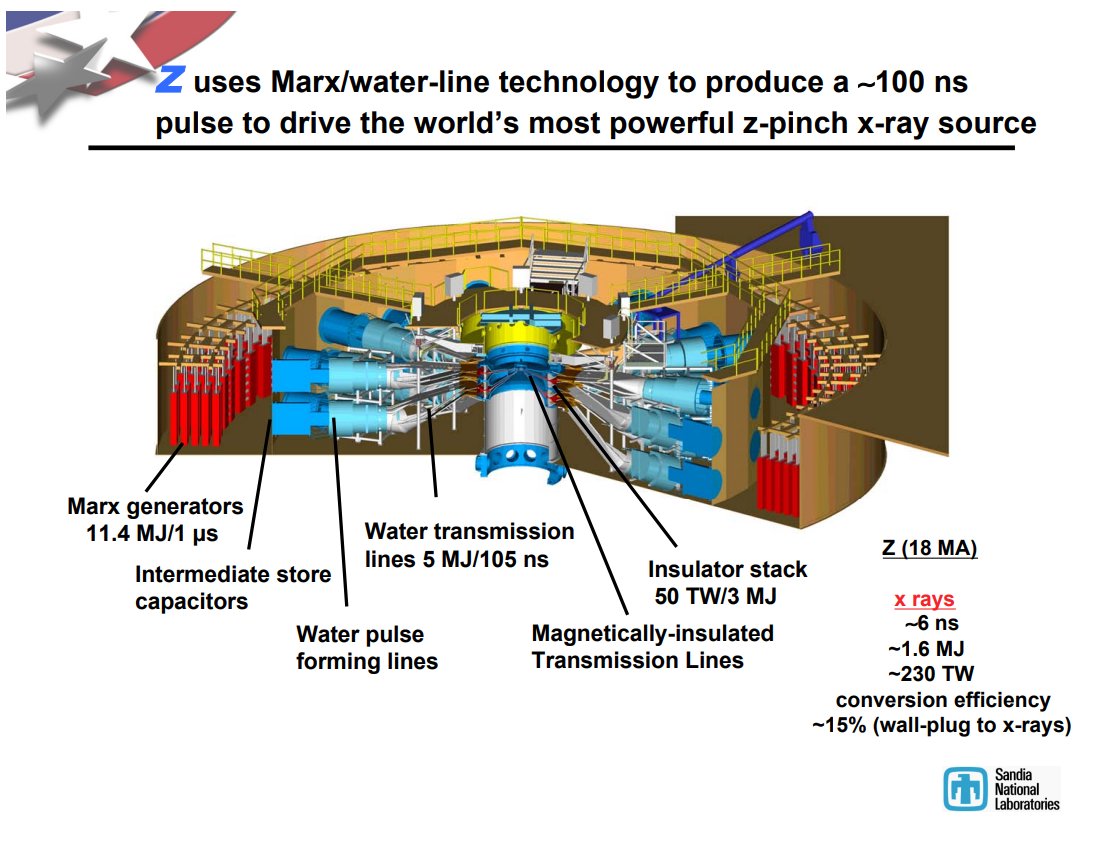 Z uses Marx/water-line technology to produce a ~100 ns
pulse to drive the world's most powerful z-pinch x-ray source
Marx generators
11.4 MJ/1 µs
Intermediate store
capacitors
Water pulse
forming lines
Water transmission
lines 5 MJ/105 ns
Magnetically-insulated
Transmission Lines
Insulator stack
50 TW/3 MJ
Z (18 MA)
x rays
~6 ns
~1.6 MJ
~230 TW
conversion efficiency
~15% (wall-plug to x-rays)
Sandia
National
Laboratories